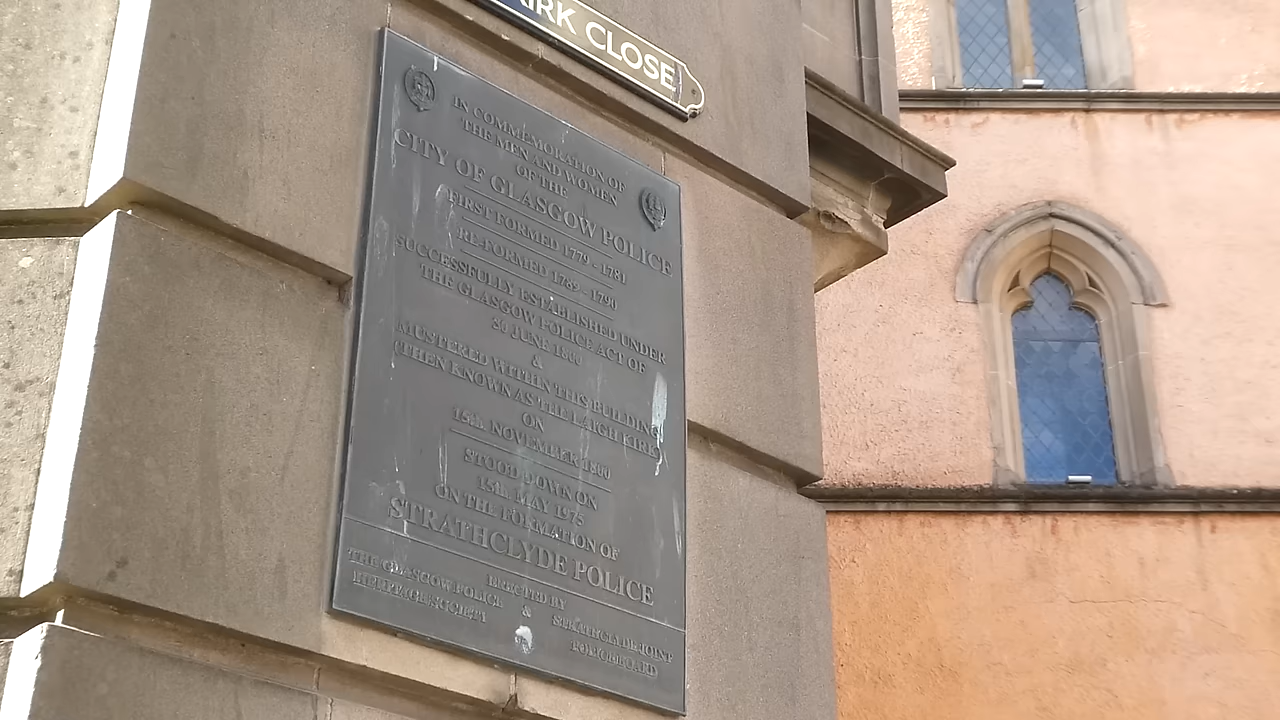 KIRK CLOSE
IN COMMEMORATION OF
THE MEN AND WOMEN
OF THE
CITY OF GLASGOW POLICE
FIRST FORMED 1779 - 1781
RE-FORMED 1789 - 1790
SUCCESSFULLY ESTABLISHED UNDER
THE GLASGOW POLICE ACT OF
30 JUNE 1800
&
MUSTERED WITHIN THIS BUILDING
(THEN KNOWN AS THE LAIGH KIRK)
ON
15th. NOVEMBER 1800
STOOD DOWN ON
15th. MAY 1975
ON THE FORMATION OF
STRATHCLYDE POLICE
ERECTED BY
THE GLASGOW POLICE & STRATHCLYDE JOINT
HERITAGE SOCIETY POLICE BOARD